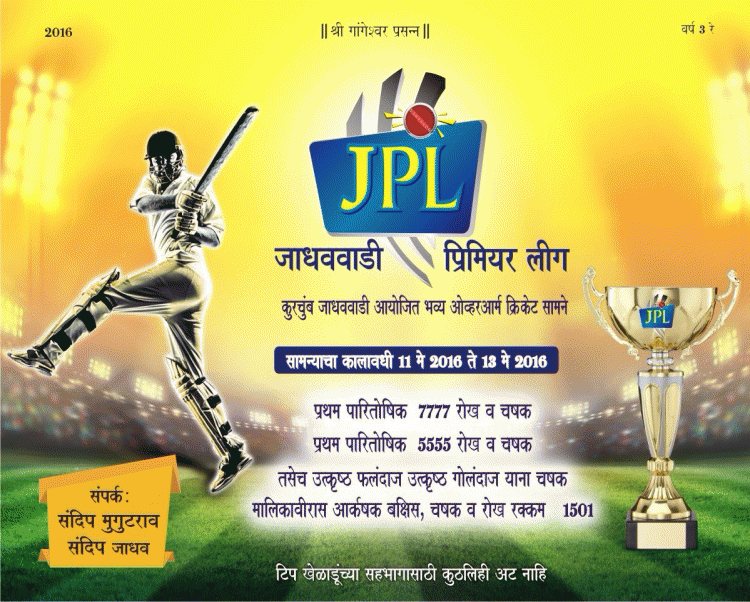 2016
|| श्री गांगेश्वर प्रसन्न ||
वर्ष 3 रे
JPL
जाधववाडी प्रिमियर लीग
कुरचुंब जाधववाडी आयोजित भव्य ओव्हरआर्म क्रिकेट सामने
JPL
सामन्याचा कालावधी 11 मे 2016 ते 13 मे 2016
प्रथम पारितोषिक 7777 रोख व चषक
प्रथम पारितोषिक 5555 रोख व चषक
तसेच उत्कृष्ठ फलंदाज उत्कृष्ठ गोलंदाज याना चषक
मालिकावीरास आर्कषक बक्षिस, चषक व रोख रक्कम 1501
संपर्क:
संदिप मुगुटराव
संदिप जाधव
टिप खेळाडूंच्या सहभागासाठी कुठलिही अट नाहि